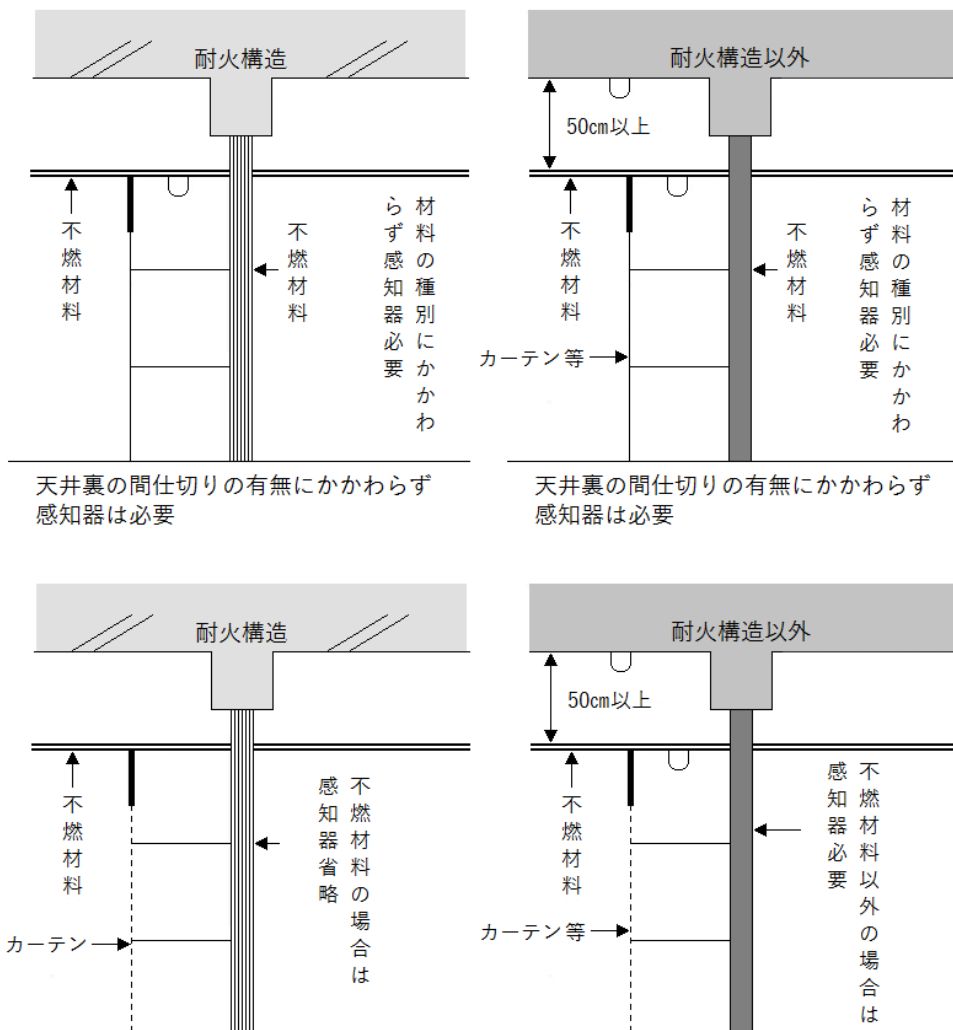 耐火構造
不燃材料
不燃材料
材料の種別にかかわ
らず感知器必要
天井裏の間仕切りの有無にかかわらず
感知器は必要
耐火構造以外
50㎝以上
不燃材料
不燃材料
材料の種別にかかわ
らず感知器必要
カーテン等
天井裏の間仕切りの有無にかかわらず
感知器は必要
耐火構造
不燃材料
不燃材料の場合は
感知器省略
カーテン
耐火構造以外
50㎝以上
不燃材料
不燃材料以外の場合は
感知器必要
カーテン等